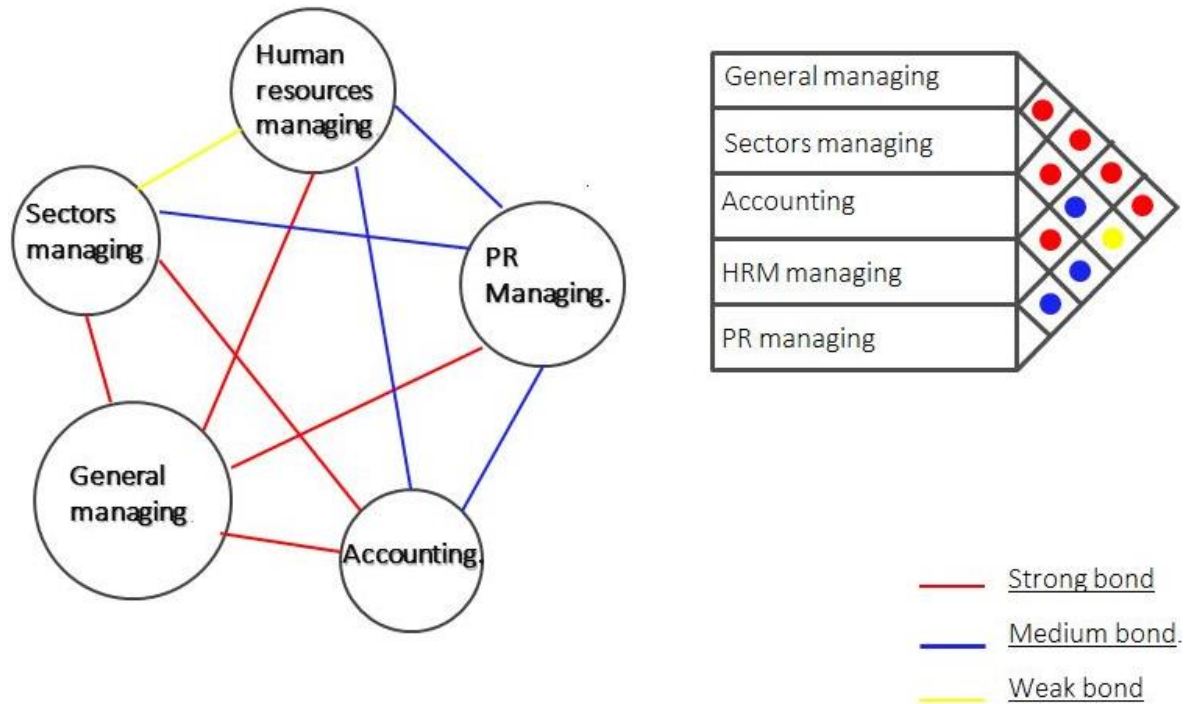 Human
resources
managing
Sectors
managing
PR
Managing.
General
managing
Accounting.
General managing
Sectors managing
Accounting
HRM managing
PR managing
Strong bond
Medium bond.
Weak bond